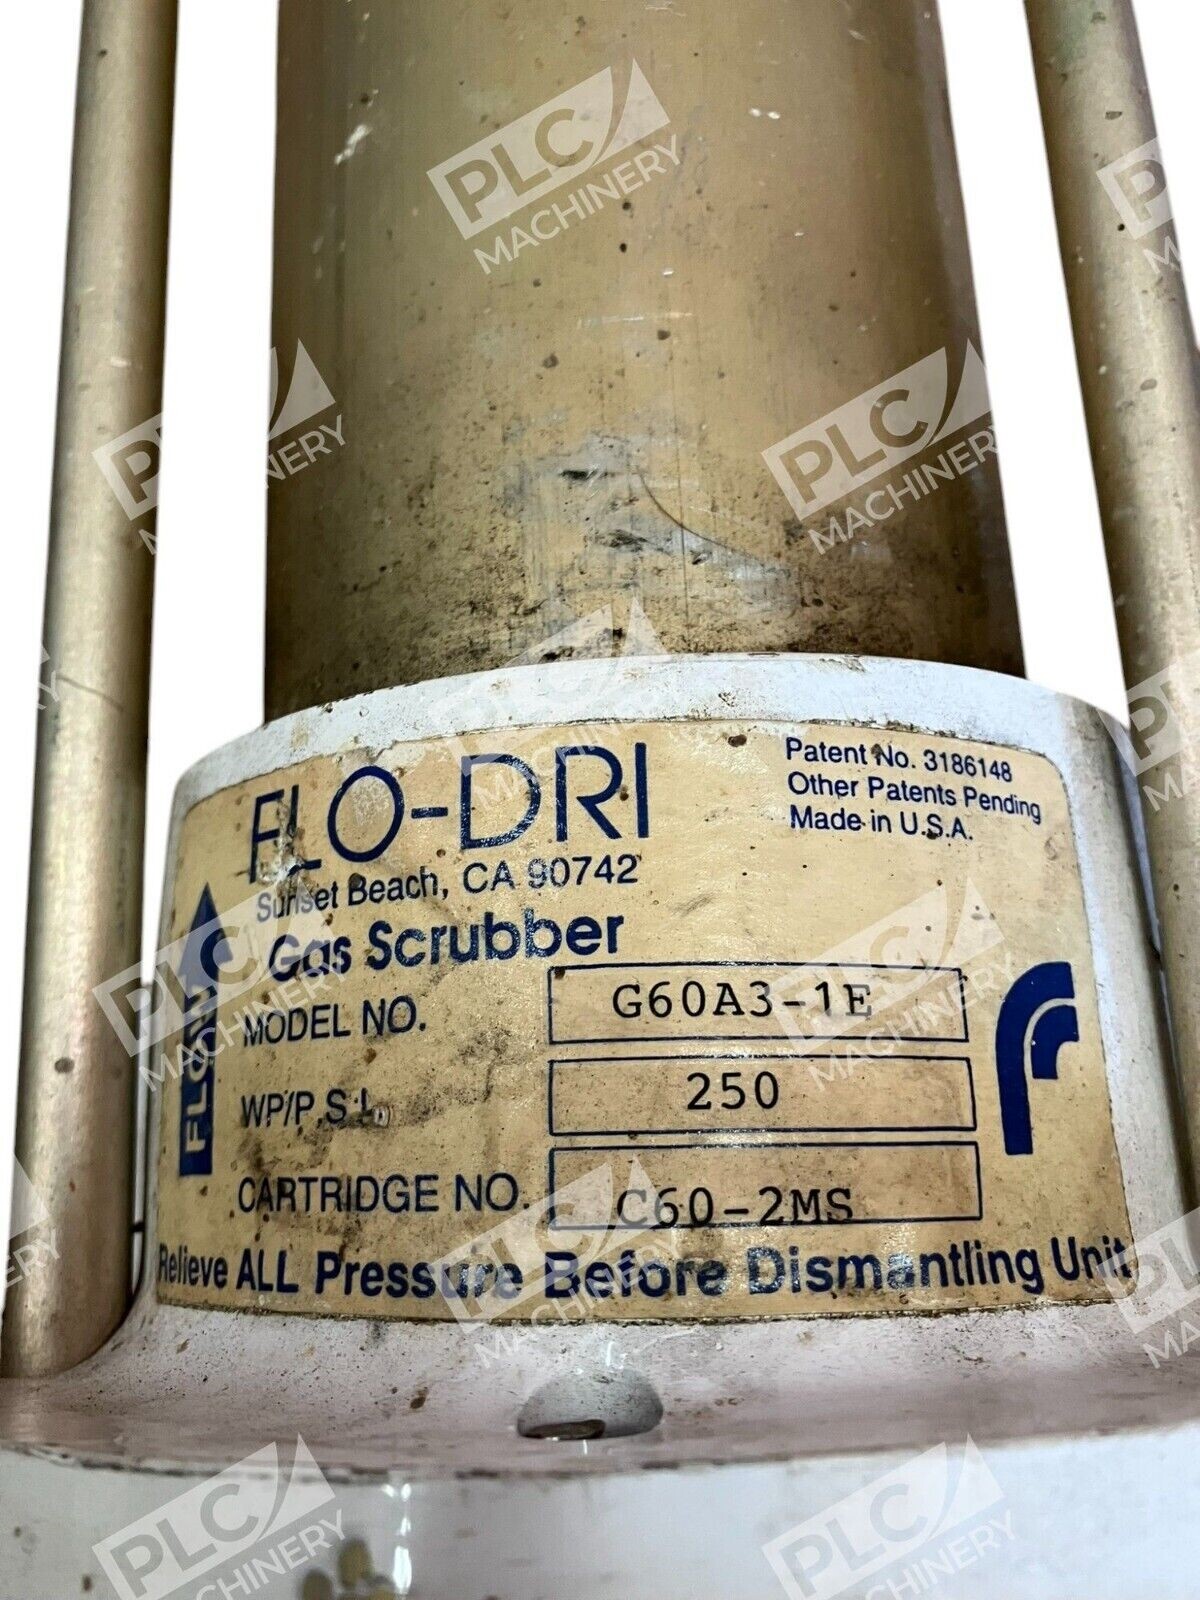 PLC MACHINERY
FLO-DRI
Sunset Beach, CA 90742
Patent No. 3186148
Other Patents Pending
Made in U.S.A.
Gas Scrubber
FLOW
MODEL NO. G60A3-1E
WP/P.S.I. 250
CARTRIDGE NO. C60-2MS
Relieve ALL Pressure Before Dismantling Unit